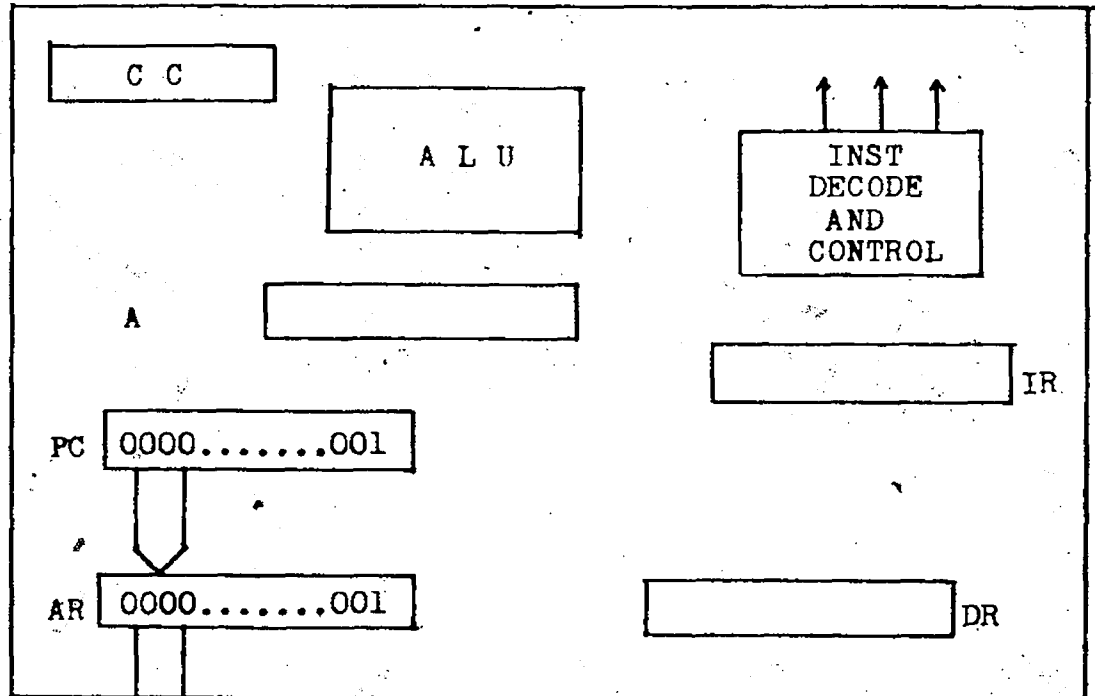 C C
A L U
INST
DECODE
AND
CONTROL
A
IR
PC 0000.......001
AR 0000.......001
DR